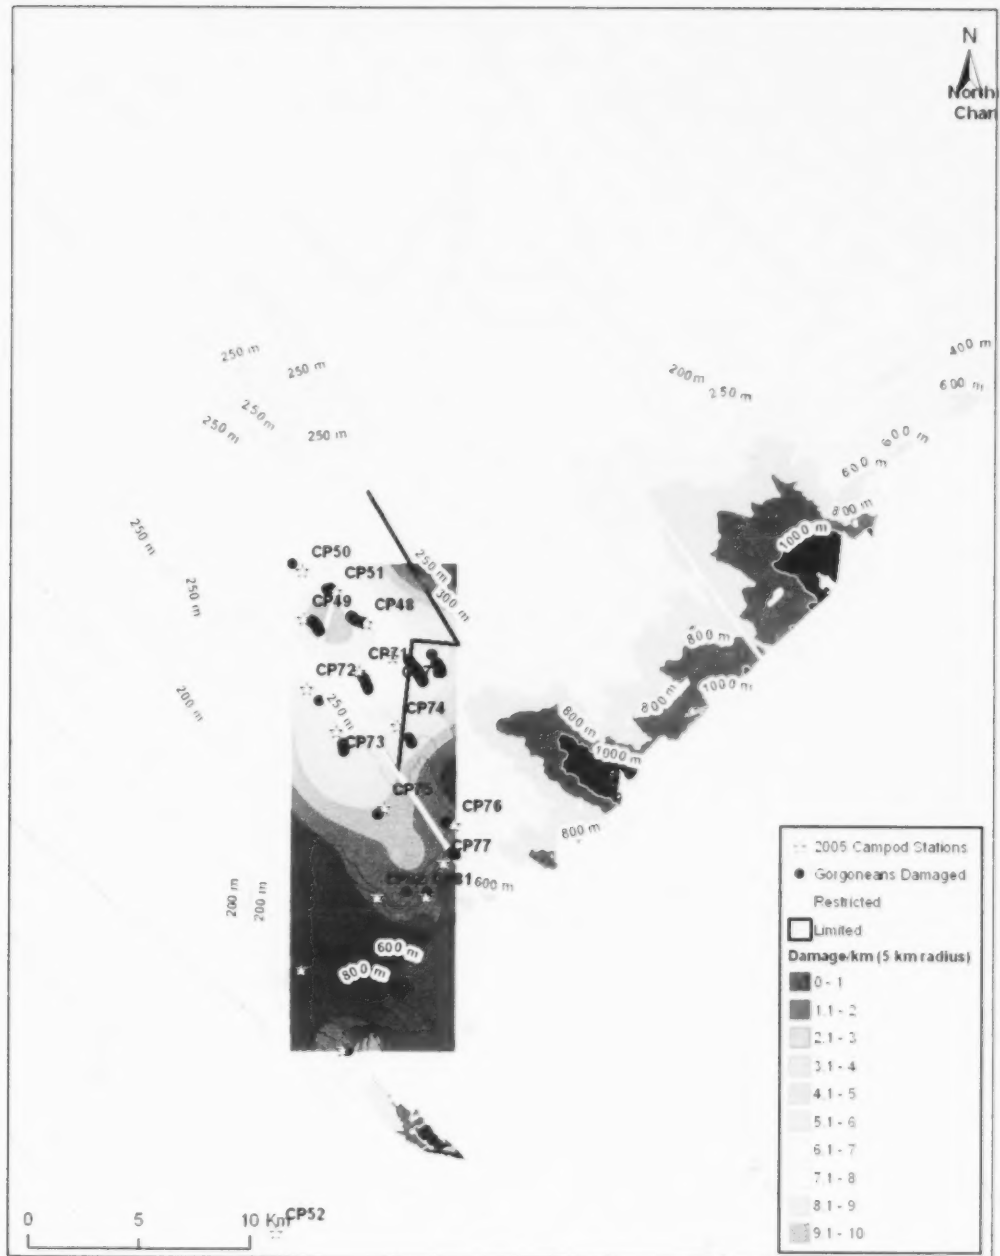 N
North
Chan
400 m
250 m
250 m
200 m
600 m
250 m
250 m
250 m
250 m
600 m
600 m
800 m
250 m
1000 m
CP50
250 m
CP51
250 m
300 m
CP49
CP48
800 m
CP71
CP72
1000 m
200 m
250 m
800 m
CP74
800 m
CP73
1000 m
CP75
CP76
800 m
CP77
600 m
200 m
200 m
600 m
800 m
2005 Campod Stations
Gorgoneans Damaged
Restricted
Limited
Damage/km (5 km radius)
0 - 1
1.1 - 2
2.1 - 3
3.1 - 4
4.1 - 5
5.1 - 6
6.1 - 7
7.1 - 8
8.1 - 9
9.1 - 10
0 5 10 Km
CP52